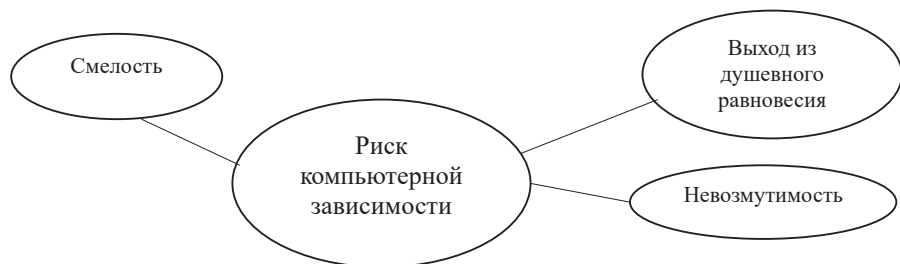 Смелость
Выход из
душевного
равновесия
Риск
компьютерной
зависимости
Невозмутимость